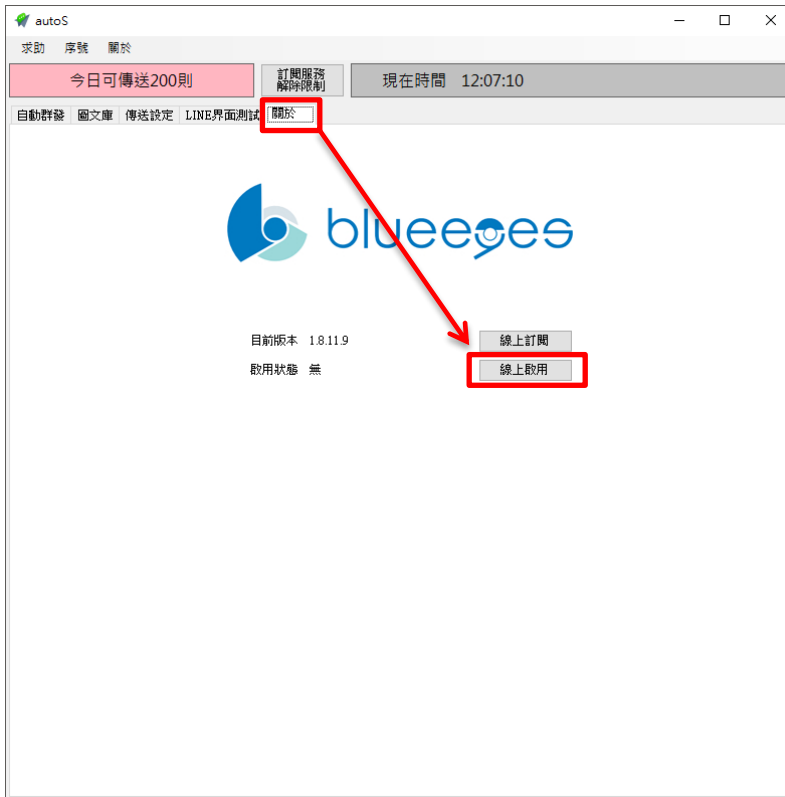 autoS
求助 序號 關於
今日可傳送200則
訂閱服務
解除限制
現在時間 12:07:10
自動群發 圖文庫 傳送設定 LINE界面測試 關於
blueeyes
目前版本 1.8.11.9 線上訂閱
啟用狀態 無 線上啟用